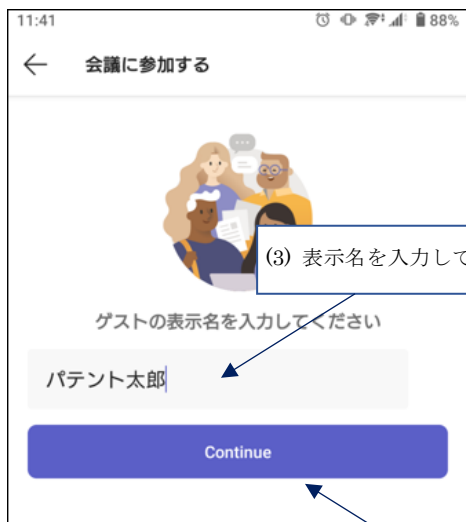 11:41 88%
会議に参加する
(3) 表示名を入力して
ゲストの表示名を入力してください
パテント太郎
Continue